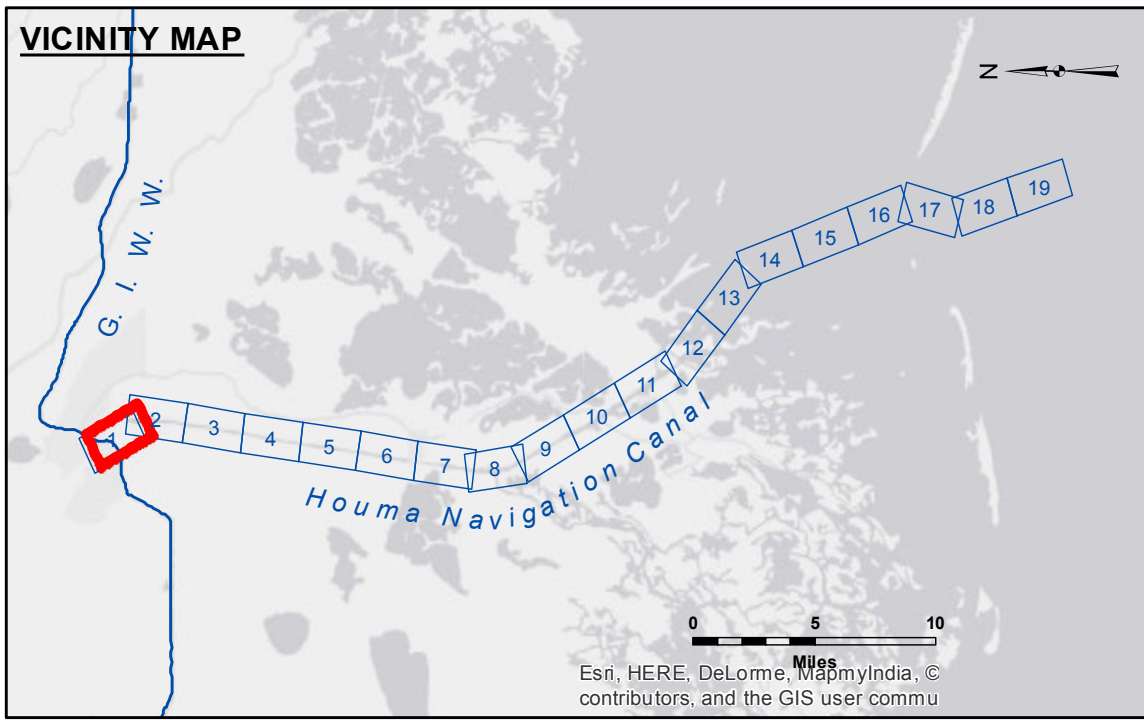 VICINITY MAP
N
G. I. W. W.
1
2
3
4
5
6
7
8
9
10
11
12
13
14
15
16
17
18
19
Houma Navigation Canal
0 5 10
Miles
Esri, HERE, DeLorme, MapmyIndia, ©
contributors, and the GIS user commu